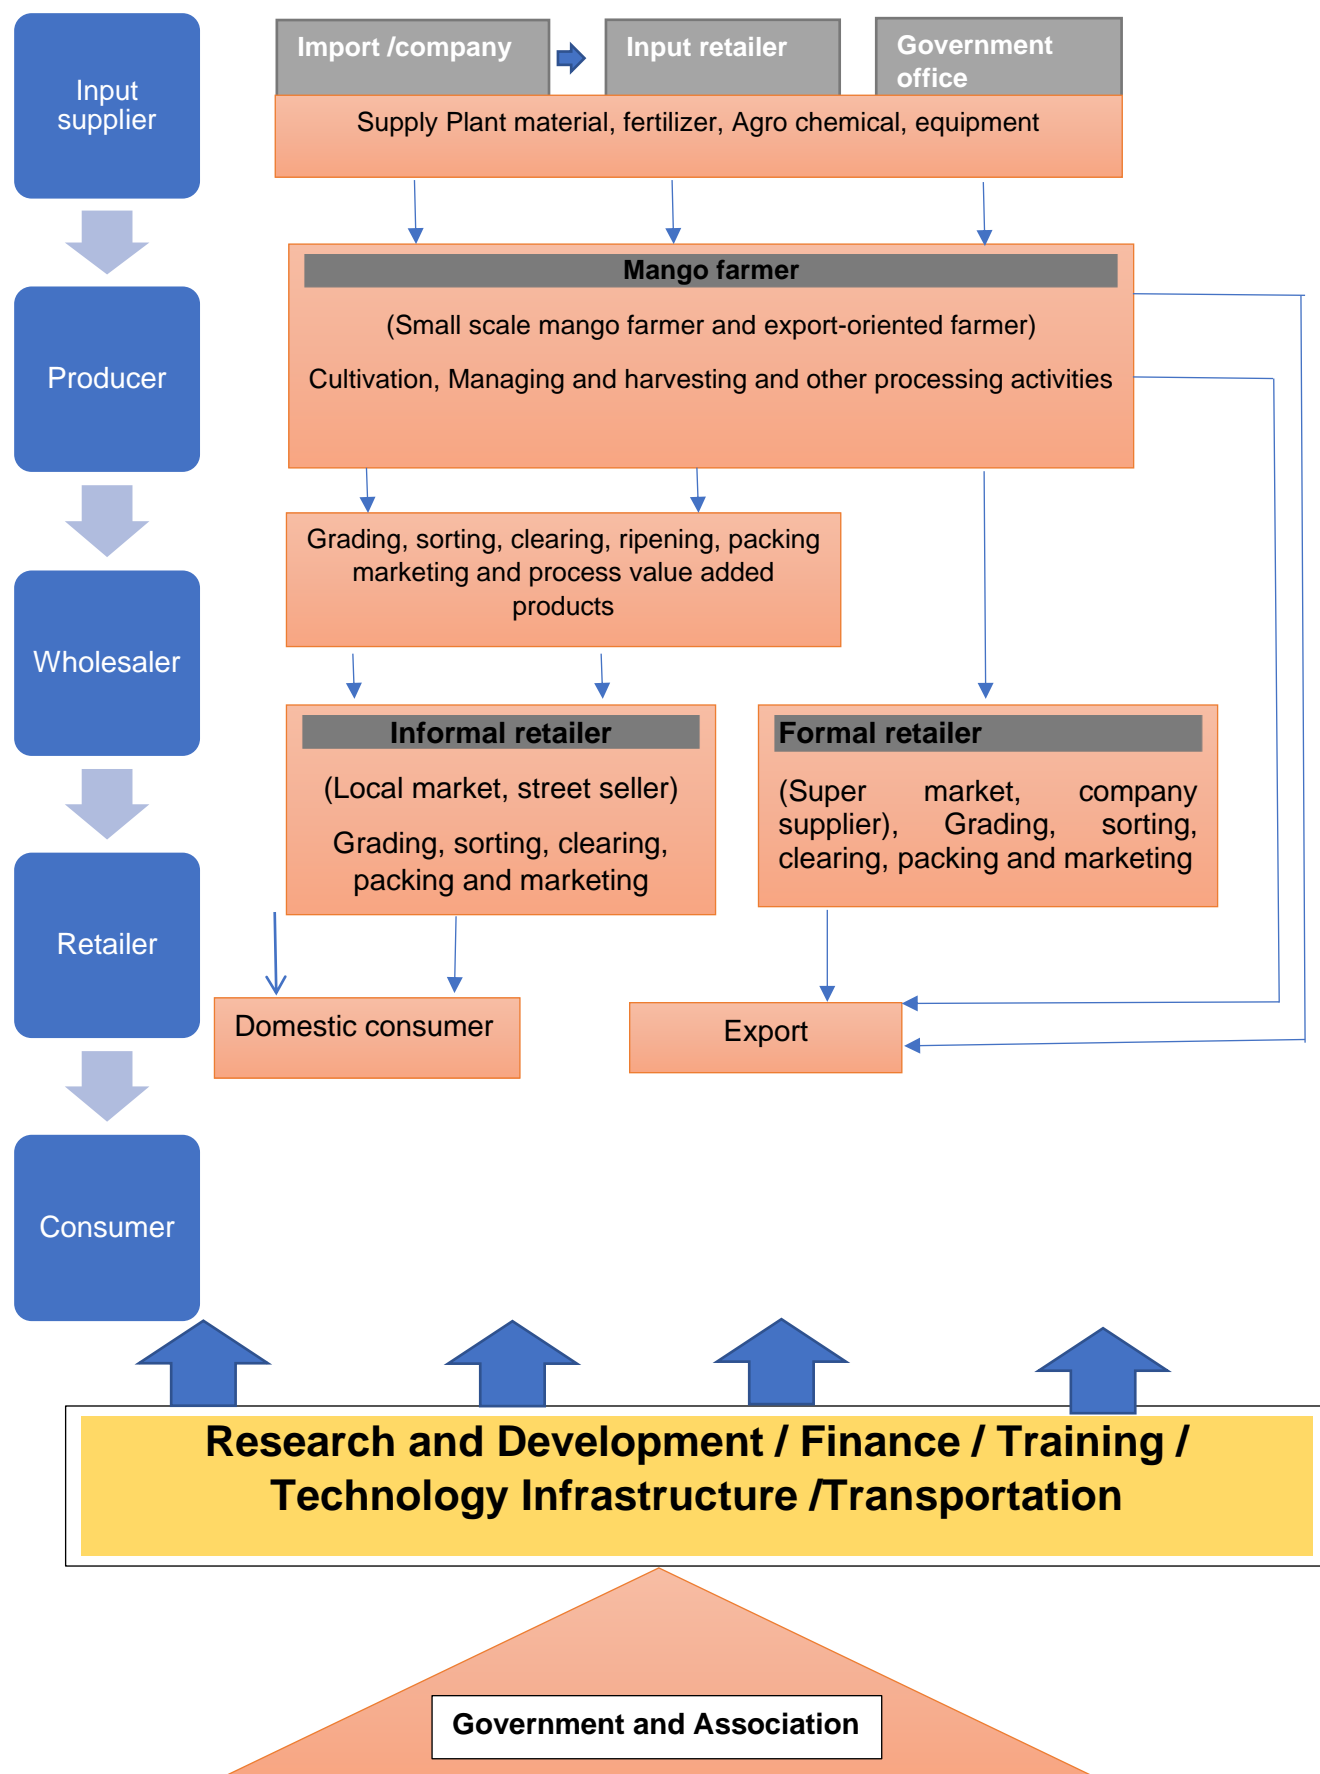 Input
supplier
Import /company
Input retailer
Government
office
Supply Plant material, fertilizer, Agro chemical, equipment
Producer
Mango farmer
(Small scale mango farmer and export-oriented farmer)
Cultivation, Managing and harvesting and other processing activities
Wholesaler
Grading, sorting, clearing, ripening, packing
marketing and process value added
products
Informal retailer
(Local market, street seller)
Grading, sorting, clearing,
packing and marketing
Formal retailer
(Super market, company
supplier), Grading, sorting,
clearing, packing and marketing
Retailer
Domestic consumer
Export
Consumer
Research and Development / Finance / Training /
Technology Infrastructure /Transportation
Government and Association